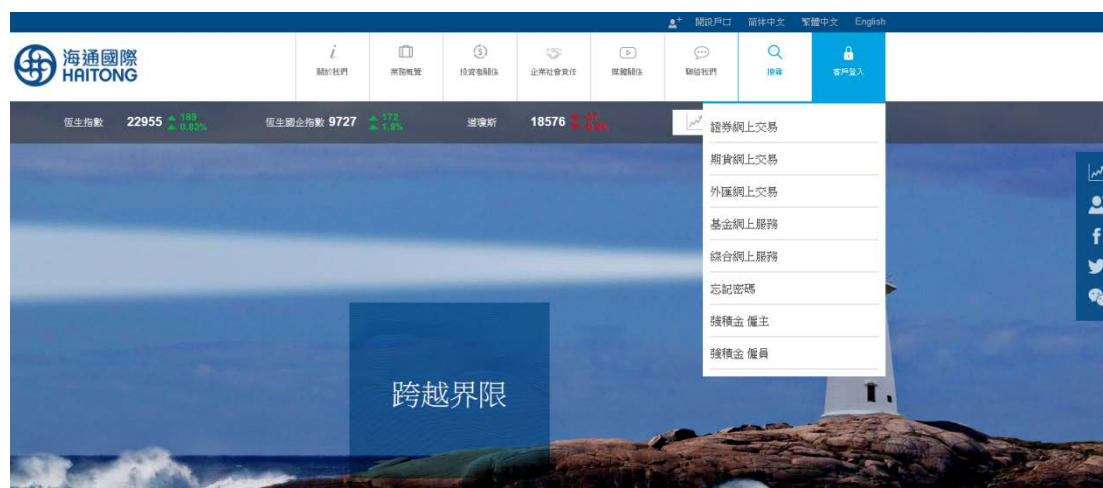 開設戶口 简体中文 繁體中文 English
海通國際
HAITONG
關於我們 業務概覽 投資者關係 企業社會責任 媒體關係 聯絡我們 搜尋 客戶登入
恆生指數 22955 189 0.83% 恆生國企指數 9727 172 1.8% 道瓊斯 18576
證券網上交易
期貨網上交易
外匯網上交易
基金網上服務
綜合網上服務
忘記密碼
強積金 僱主
強積金 僱員
跨越界限